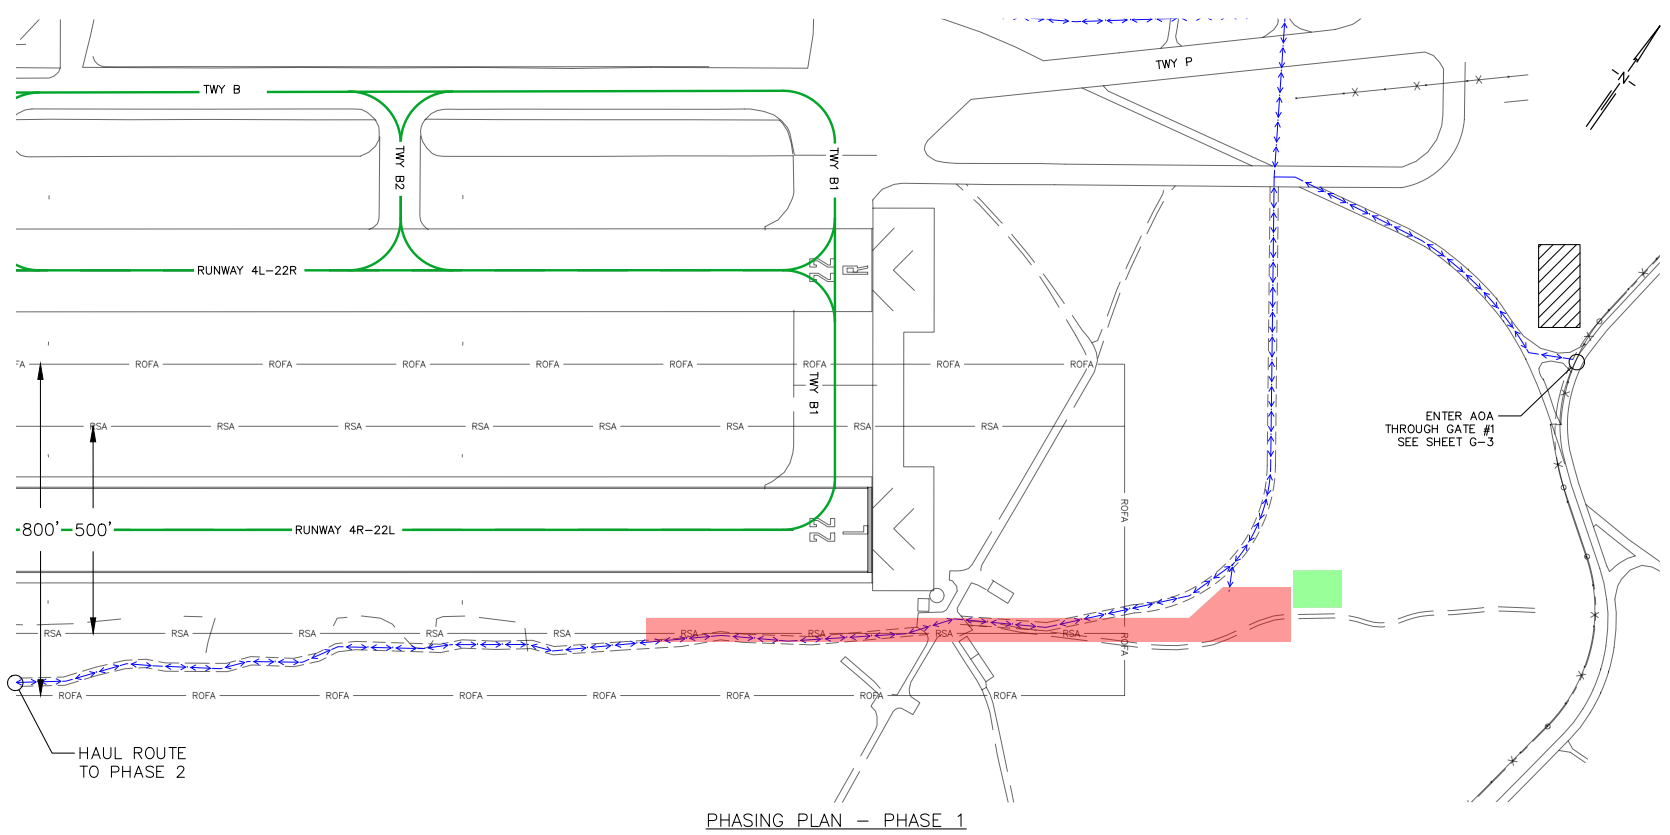 TWY P
-N-
TWY B
TWY B2
TWY B1
RUNWAY 4L-22R
22
R
FA
ROFA
ROFA
ROFA
ROFA
ROFA
ROFA
ROFA
ROFA
TWY B1
ENTER AOA
THROUGH GATE #1
SEE SHEET G-3
RSA
RSA
RSA
RSA
RSA
RSA
RSA
RSA
ROFA
800'
500'
RUNWAY 4R-22L
22
L
RSA
RSA
RSA
RSA
RSA
RSA
RSA
RSA
RSA
ROFA
ROFA
ROFA
ROFA
ROFA
ROFA
ROFA
ROFA
ROFA
HAUL ROUTE
TO PHASE 2
PHASING PLAN - PHASE 1